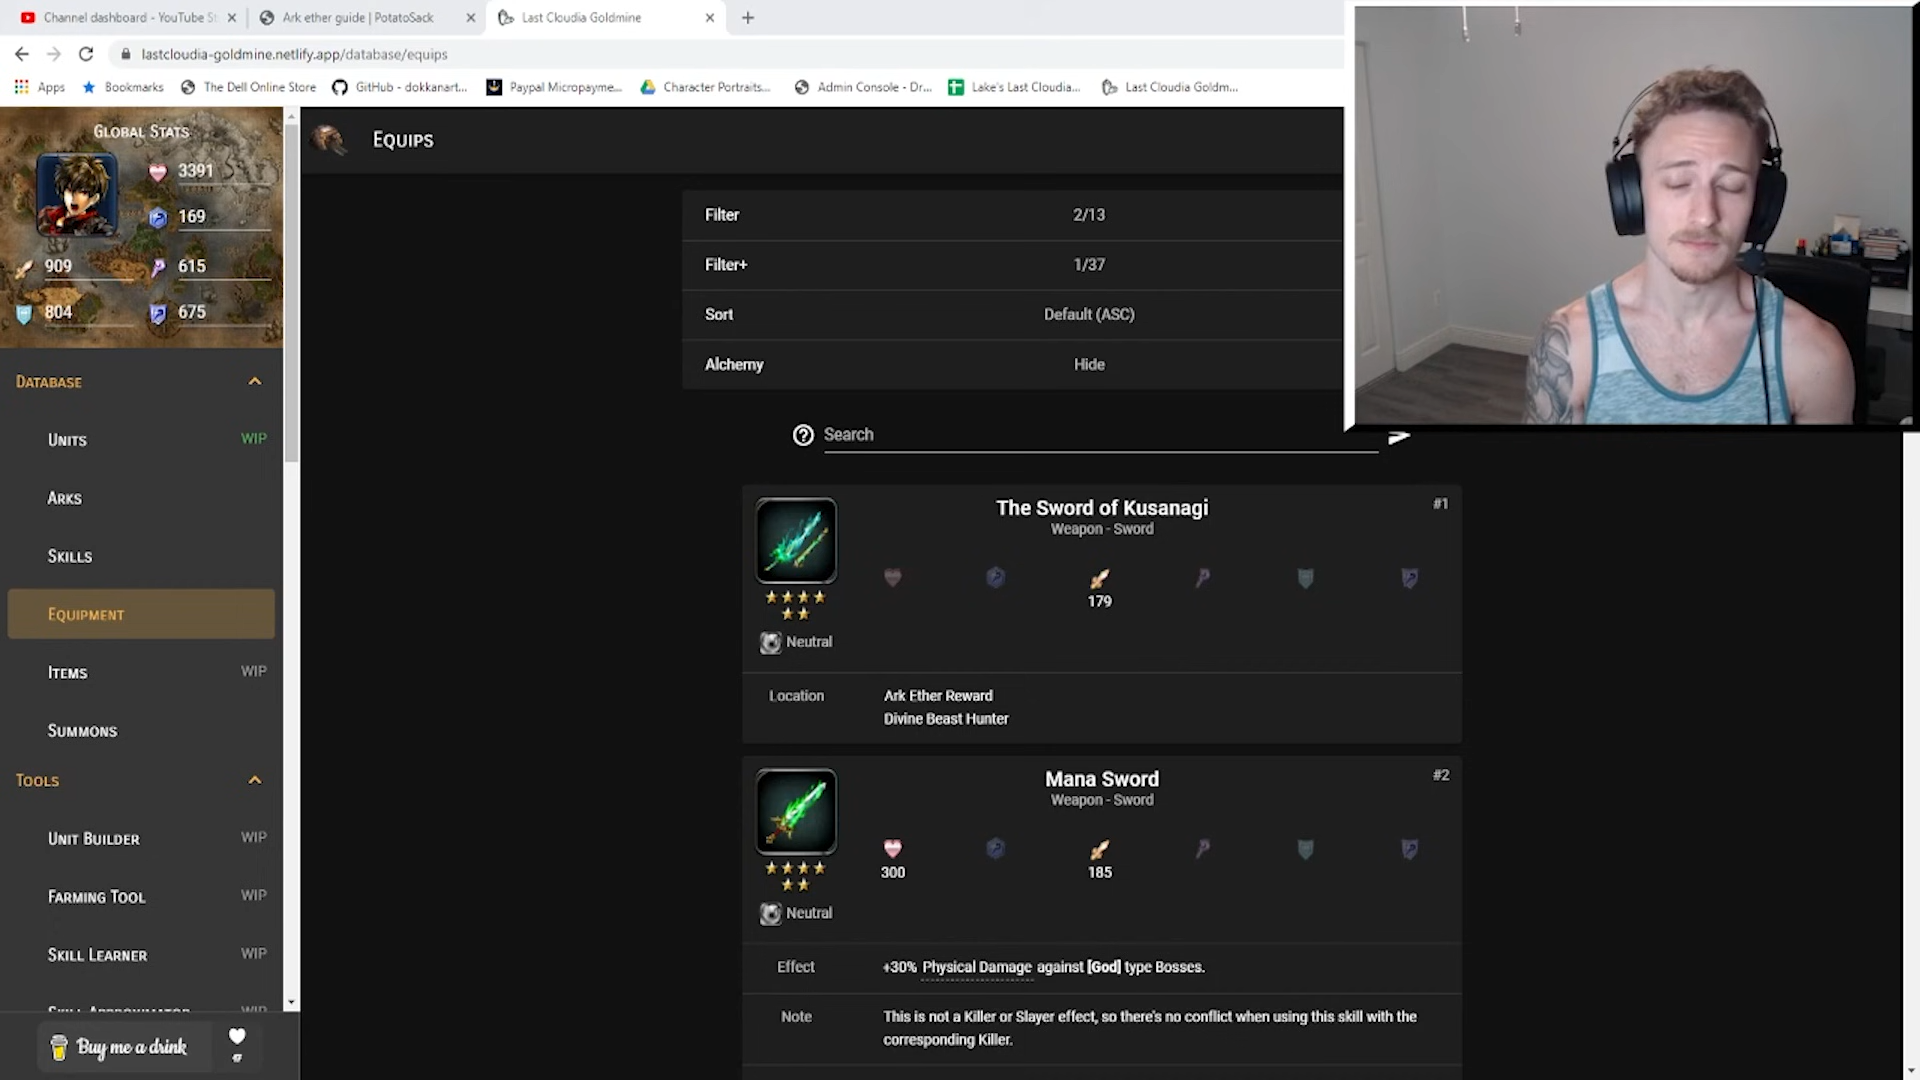 Channel dashboard - YouTube St
Ark ether guide | PotatoSack
Last Cloudia Goldmine
lastcloudia-goldmine.netlify.app/database/equips
Apps
Bookmarks
The Dell Online Store
GitHub - dokkanart...
Paypal Micropayme...
Character Portraits...
Admin Console - Dr...
Lake's Last Cloudia...
Last Cloudia Goldm...
Global Stats
3391
169
909
615
804
675
Database
Units WIP
Arks
Skills
Equipment
Items WIP
Summons
Tools
Unit Builder WIP
Farming Tool WIP
Skill Learner WIP
Skill Approximator WIP
Buy me a drink
Equips
Filter 2/13
Filter+ 1/37
Sort Default (ASC)
Alchemy Hide
Search
The Sword of Kusanagi #1
Weapon - Sword
179
Neutral
Location Ark Ether Reward
Divine Beast Hunter
Mana Sword #2
Weapon - Sword
300 185
Neutral
Effect +30% Physical Damage against [God] type Bosses.
Note This is not a Killer or Slayer effect, so there's no conflict when using this skill with the
corresponding Killer.